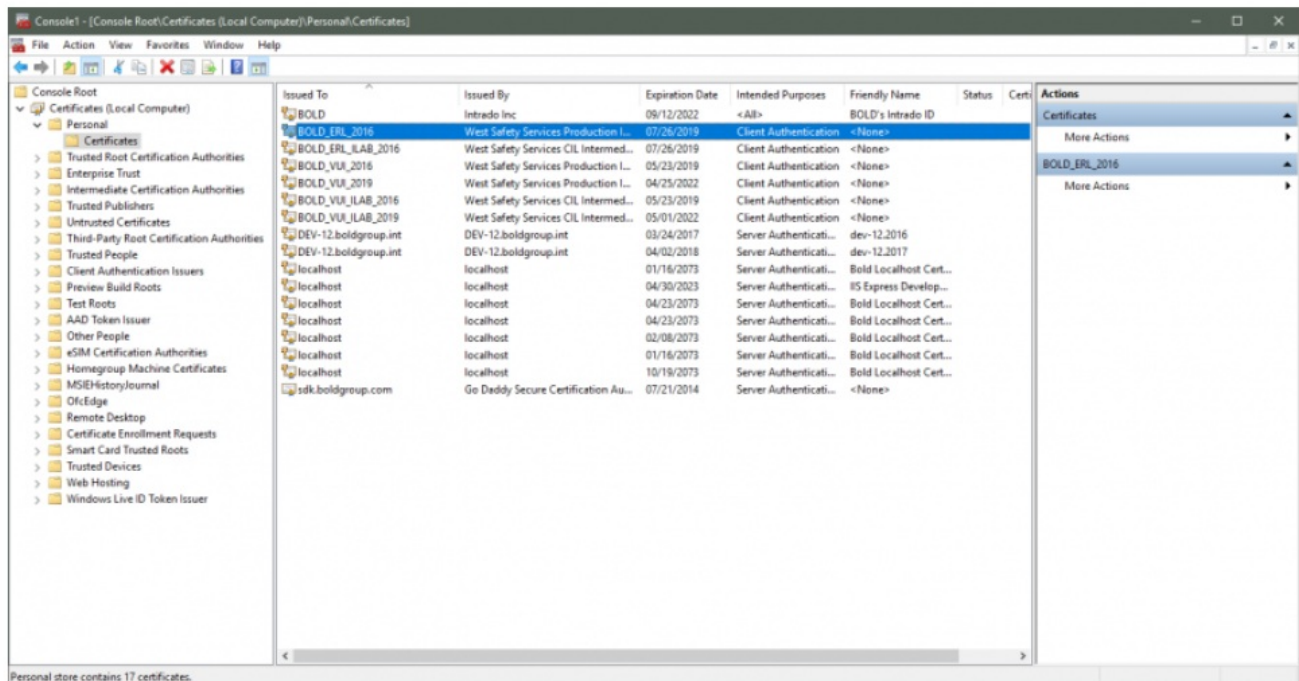 Console1 - [Console Root\Certificates (Local Computer)\Personal\Certificates]
File Action View Favorites Window Help
Console Root
Certificates (Local Computer)
Personal
Certificates
Trusted Root Certification Authorities
Enterprise Trust
Intermediate Certification Authorities
Trusted Publishers
Untrusted Certificates
Third-Party Root Certification Authorities
Trusted People
Client Authentication Issuers
Preview Build Roots
Test Roots
AAD Token Issuer
Other People
eSIM Certification Authorities
Homegroup Machine Certificates
MSIEHistoryJournal
OfcEdge
Remote Desktop
Certificate Enrollment Requests
Smart Card Trusted Roots
Trusted Devices
Web Hosting
Windows Live ID Token Issuer
Issued To Issued By Expiration Date Intended Purposes Friendly Name Status Certi
BOLD Intrado Inc 09/12/2022 <All> BOLD's Intrado ID
BOLD_ERL_2016 West Safety Services Production I... 07/26/2019 Client Authentication <None>
BOLD_ERL_ILAB_2016 West Safety Services CIL Intermed... 07/26/2019 Client Authentication <None>
BOLD_VUI_2016 West Safety Services Production I... 05/23/2019 Client Authentication <None>
BOLD_VUI_2019 West Safety Services Production I... 04/25/2022 Client Authentication <None>
BOLD_VUI_ILAB_2016 West Safety Services CIL Intermed... 05/23/2019 Client Authentication <None>
BOLD_VUI_ILAB_2019 West Safety Services CIL Intermed... 05/01/2022 Client Authentication <None>
DEV-12.boldgroup.int DEV-12.boldgroup.int 03/24/2017 Server Authenticati... dev-12.2016
DEV-12.boldgroup.int DEV-12.boldgroup.int 04/02/2018 Server Authenticati... dev-12.2017
localhost localhost 01/16/2073 Server Authenticati... Bold Localhost Cert...
localhost localhost 04/30/2023 Server Authenticati... IIS Express Develop...
localhost localhost 04/23/2073 Server Authenticati... Bold Localhost Cert...
localhost localhost 04/23/2073 Server Authenticati... Bold Localhost Cert...
localhost localhost 02/08/2073 Server Authenticati... Bold Localhost Cert...
localhost localhost 01/16/2073 Server Authenticati... Bold Localhost Cert...
localhost localhost 10/19/2073 Server Authenticati... Bold Localhost Cert...
sdk.boldgroup.com Go Daddy Secure Certification Au... 07/21/2014 Server Authenticati... <None>
Actions
Certificates
More Actions
BOLD_ERL_2016
More Actions
Personal store contains 17 certificates.